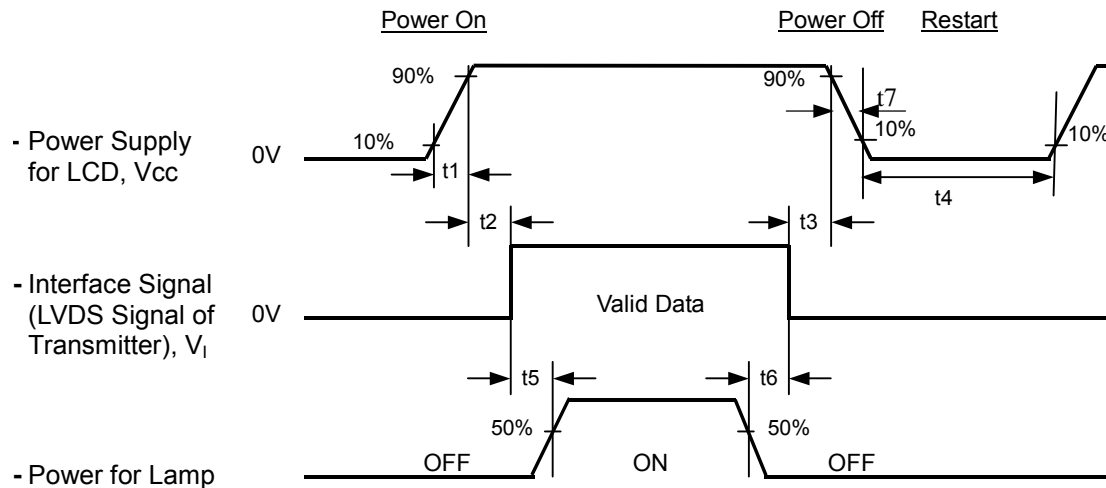 Power On
Power Off
Restart
90%
90%
t7
- Power Supply
for LCD, Vcc
0V
10%
10%
10%
t1
t4
t2
t3
- Interface Signal
(LVDS Signal of
Transmitter), VI
0V
Valid Data
t5
t6
50%
50%
- Power for Lamp
OFF
ON
OFF